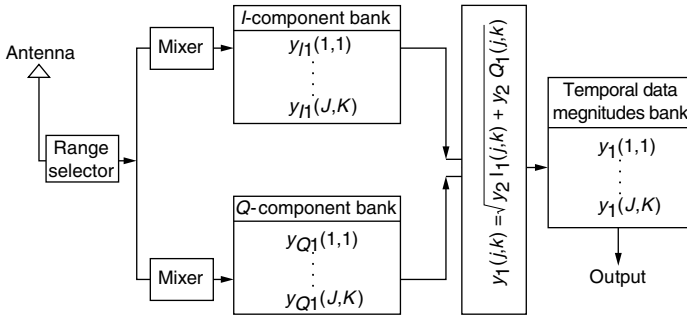 Antenna
Range
selector
Mixer
I-component bank
yI1(1,1)
yI1(J,K)
Mixer
Q-component bank
yQ1(1,1)
yQ1(J,K)
y1(j,k) =√y2 I1(j,k) + y2 Q1(j,k)
Temporal data
megnitudes bank
y1(1,1)
y1(J,K)
Output